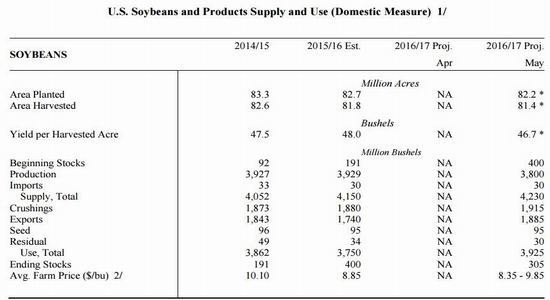 U.S. Soybeans and Products Supply and Use (Domestic Measure) 1/
SOYBEANS 2014/15 2015/16 Est. 2016/17 Proj. 2016/17 Proj.
Apr May
Million Acres
Area Planted 83.3 82.7 NA 82.2 *
Area Harvested 82.6 81.8 NA 81.4 *
Bushels
Yield per Harvested Acre 47.5 48.0 NA 46.7 *
Million Bushels
Beginning Stocks 92 191 NA 400
Production 3,927 3,929 NA 3,800
Imports 33 30 NA 30
Supply, Total 4,052 4,150 NA 4,230
Crushings 1,873 1,880 NA 1,915
Exports 1,843 1,740 NA 1,885
Seed 96 95 NA 95
Residual 49 34 NA 30
Use, Total 3,862 3,750 NA 3,925
Ending Stocks 191 400 NA 305
Avg. Farm Price ($/bu) 2/ 10.10 8.85 NA 8.35 - 9.85